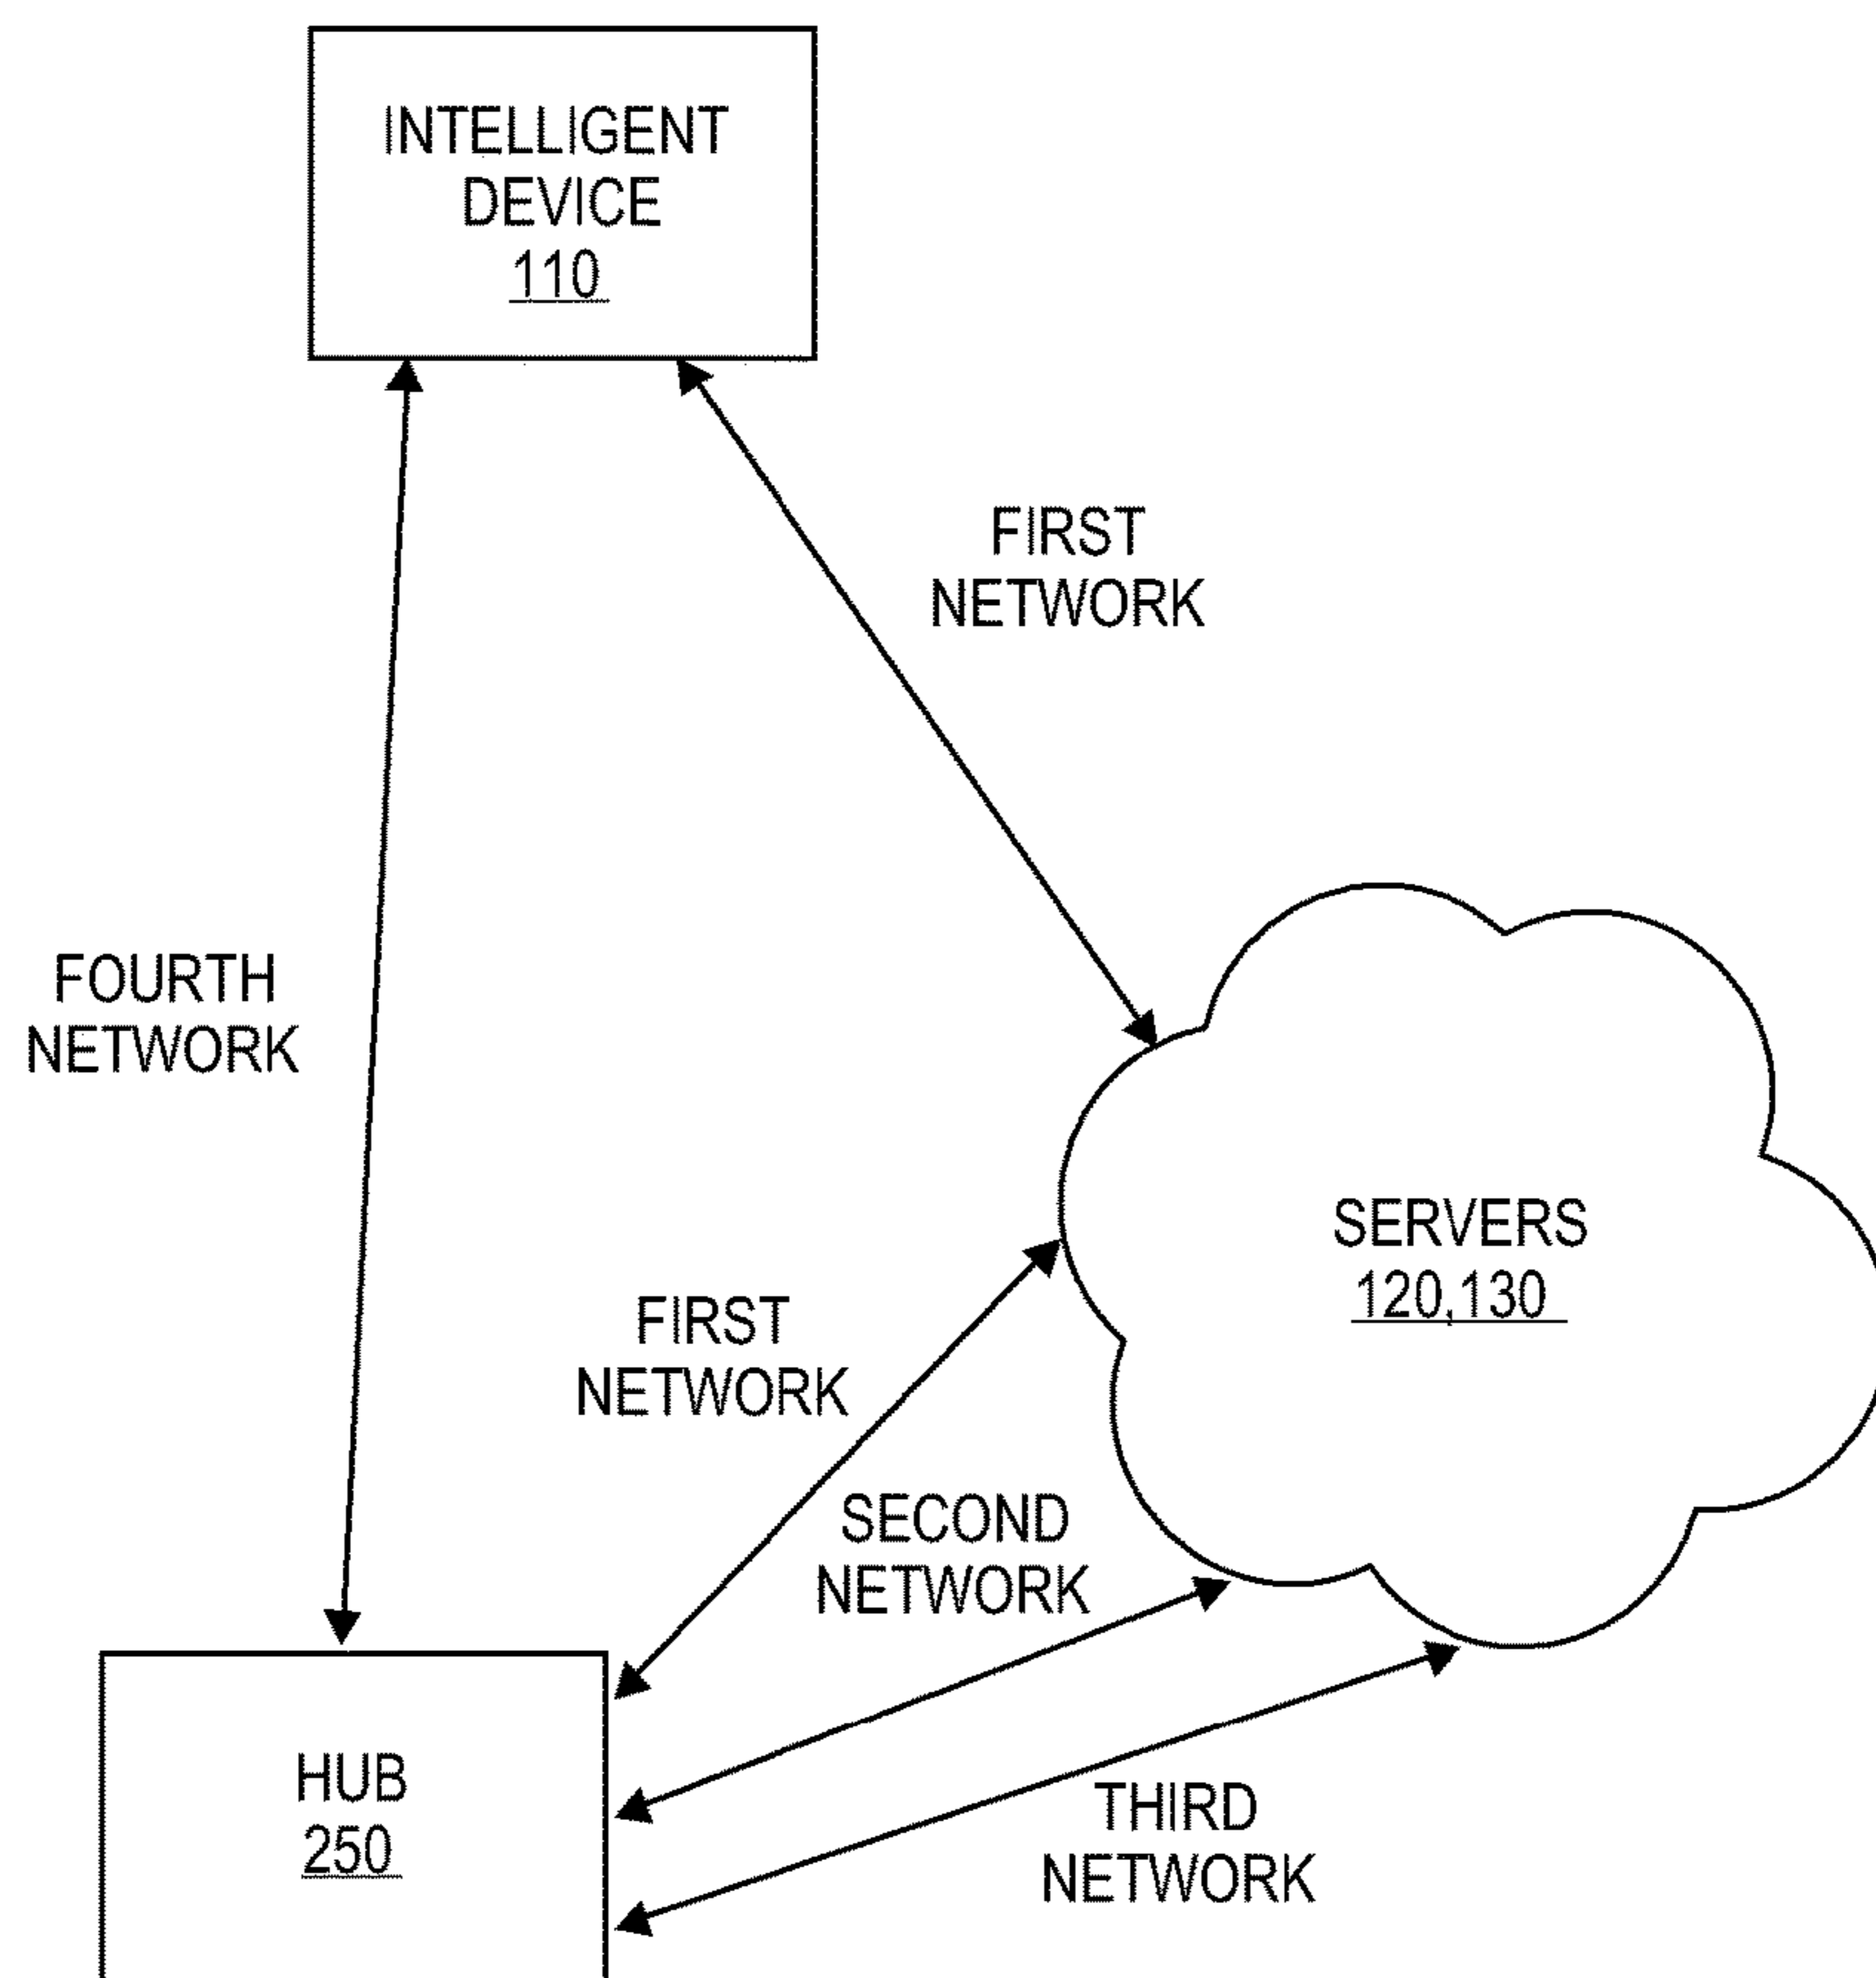 INTELLIGENT
DEVICE
110
FIRST
NETWORK
FOURTH
NETWORK
SERVERS
120,130
FIRST
NETWORK
SECOND
NETWORK
HUB
250
THIRD
NETWORK